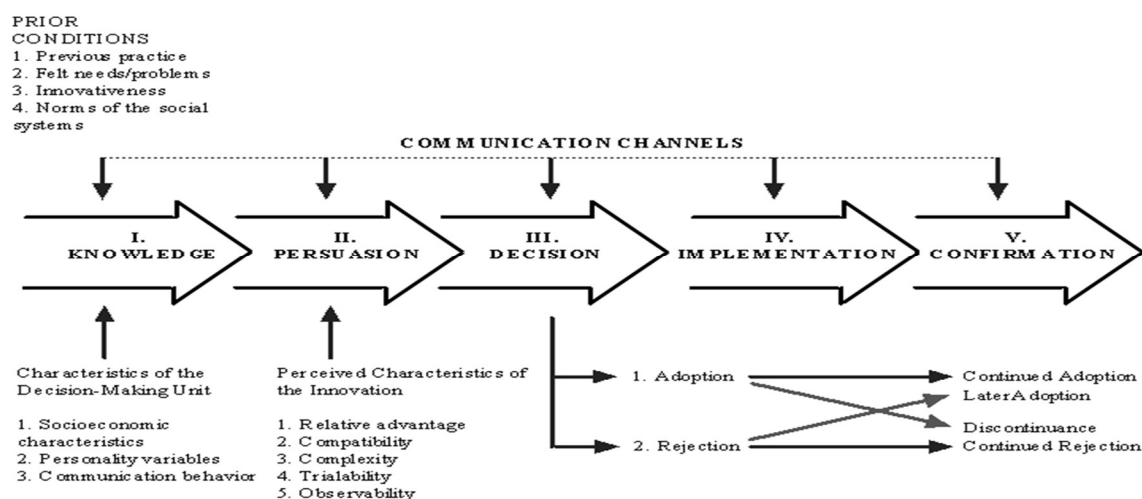 PRIOR
CONDITIONS
1. Previous practice
2. Felt needs/problems
3. Innovativeness
4. Norms of the social
systems
COMMUNICATION CHANNELS
I.
KNOWLEDGE
II.
PERSUASION
III.
DECISION
IV.
IMPLEMENTATION
V.
CONFIRMATION
Characteristics of the
Decision-Making Unit
1. Socioeconomic
characteristics
2. Personality variables
3. Communication behavior
Perceived Characteristics of
the Innovation
1. Relative advantage
2. Compatibility
3. Complexity
4. Trialability
5. Observability
1. Adoption
2. Rejection
Continued Adoption
LaterAdoption
Discontinuance
Continued Rejection